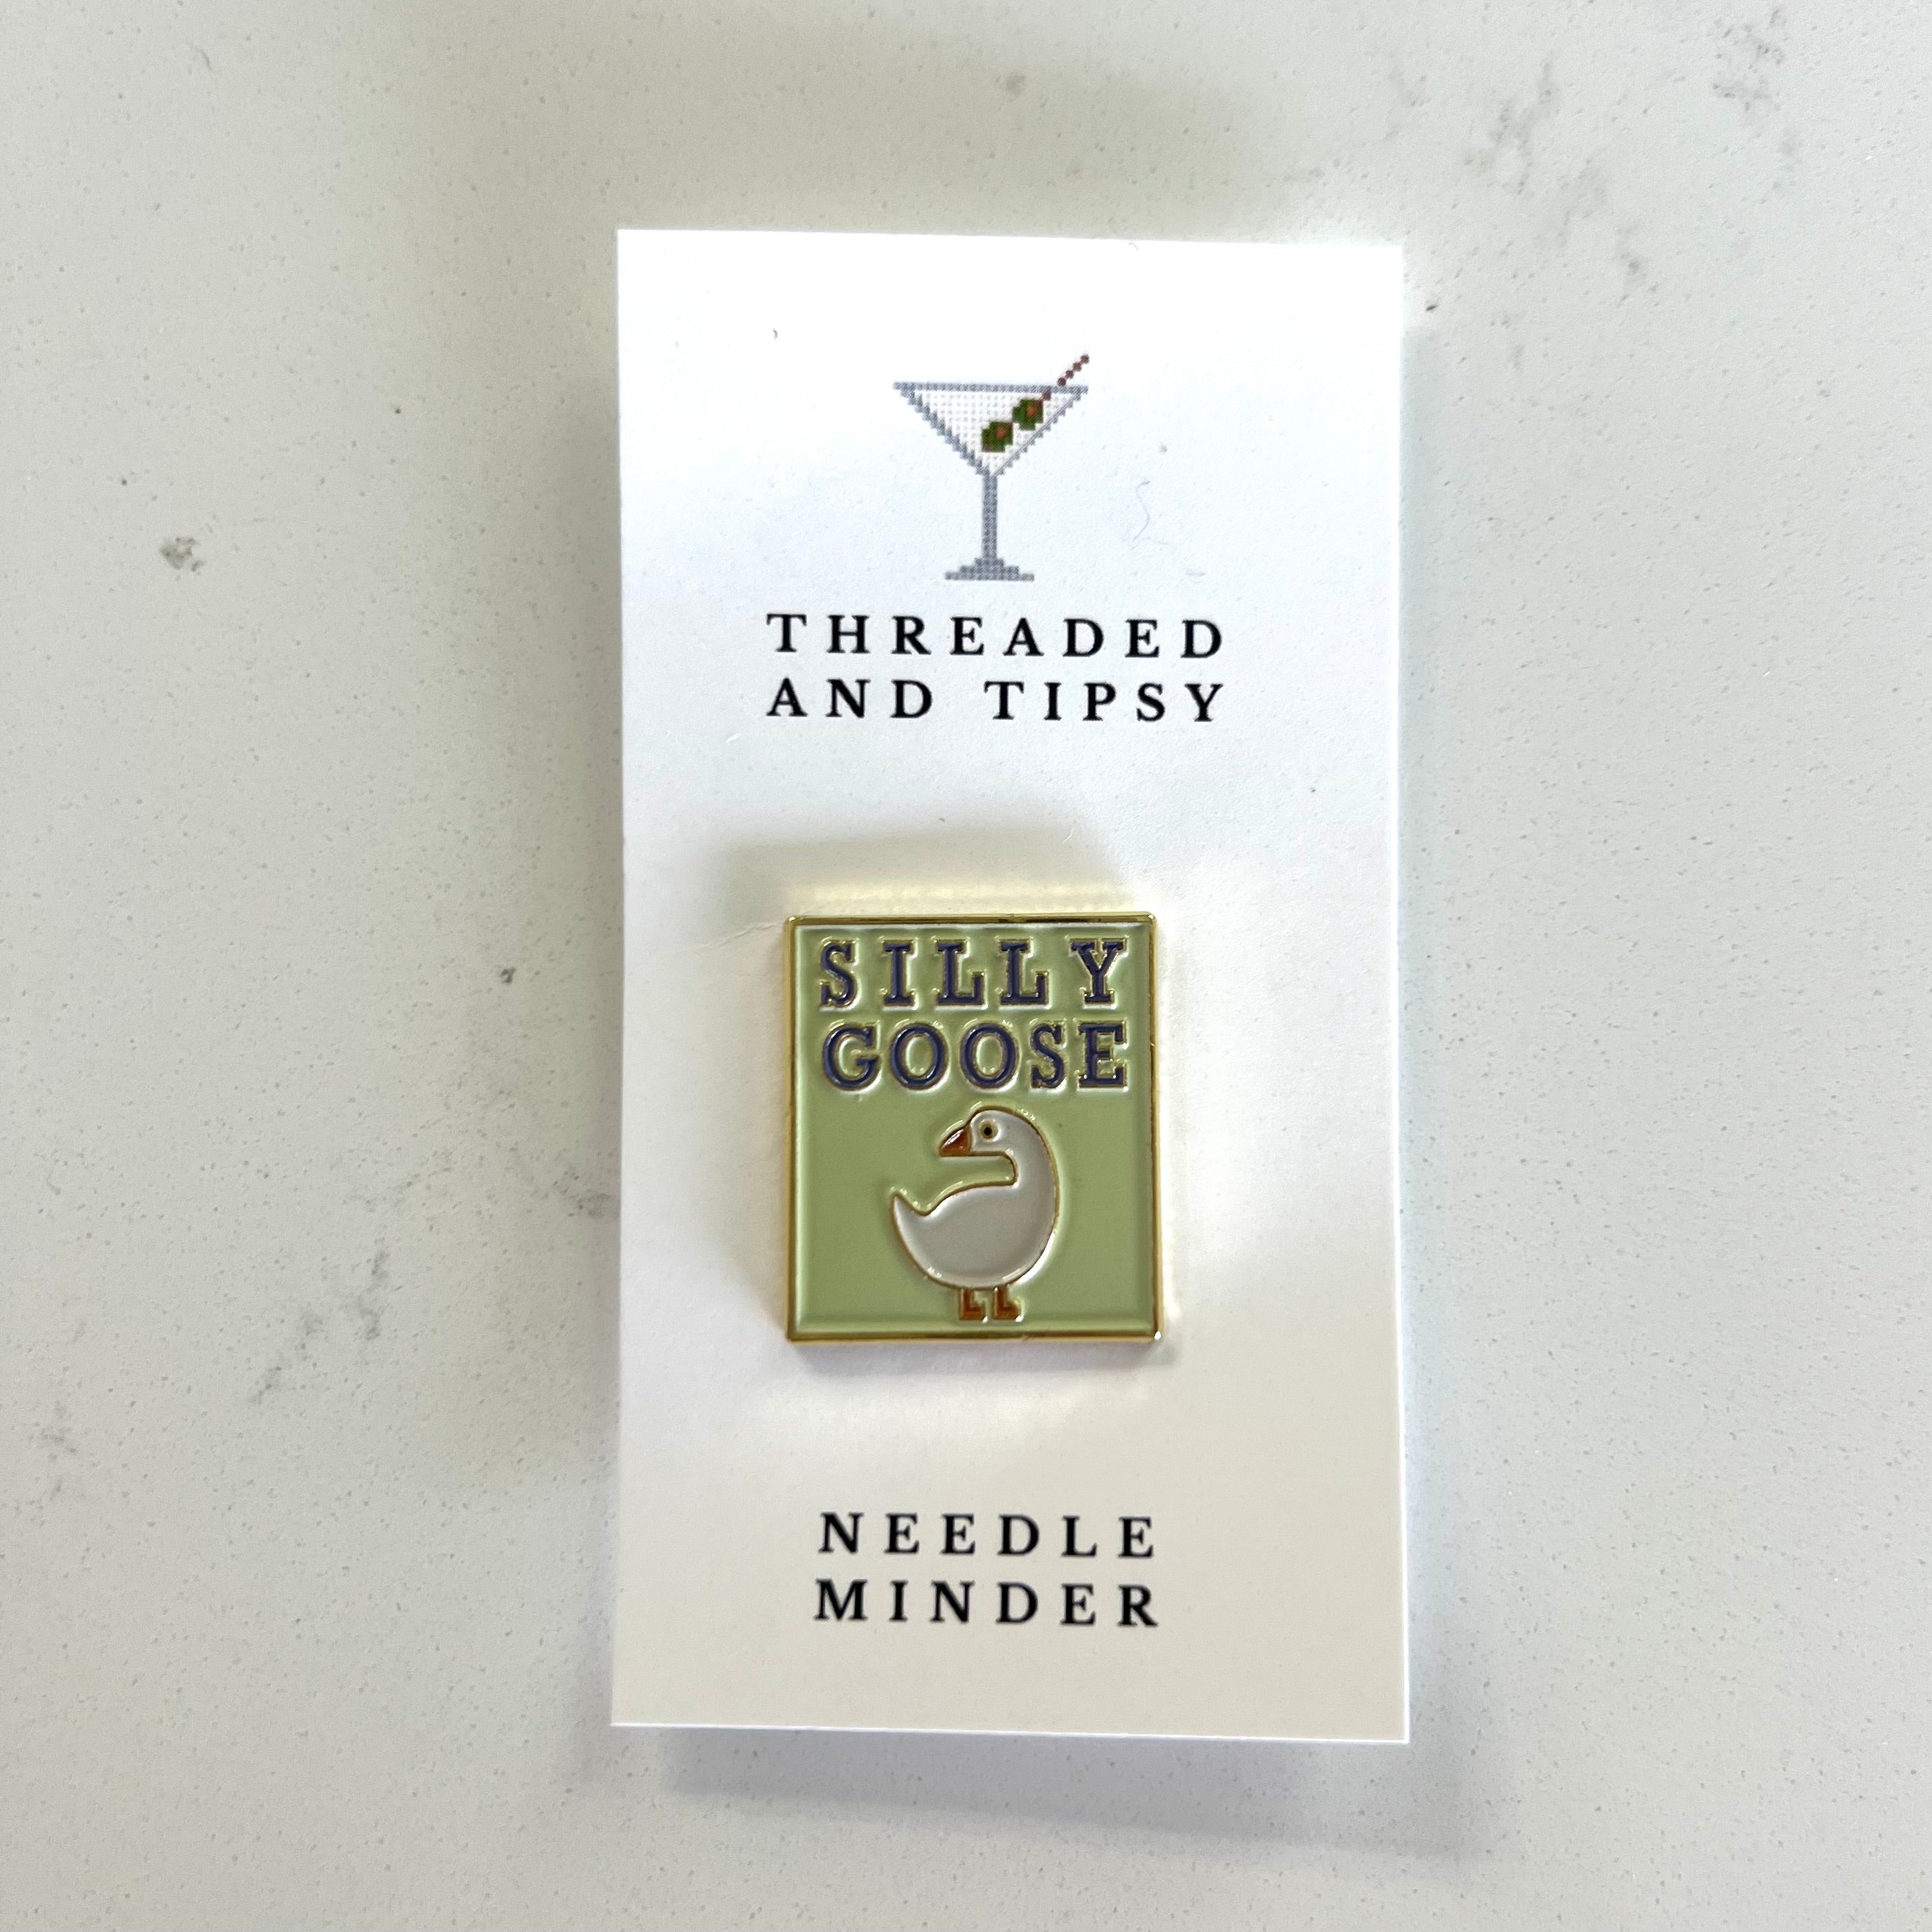 THREADED
AND TIPSY
SILLY
GOOSE
NEEDLE
MINDER